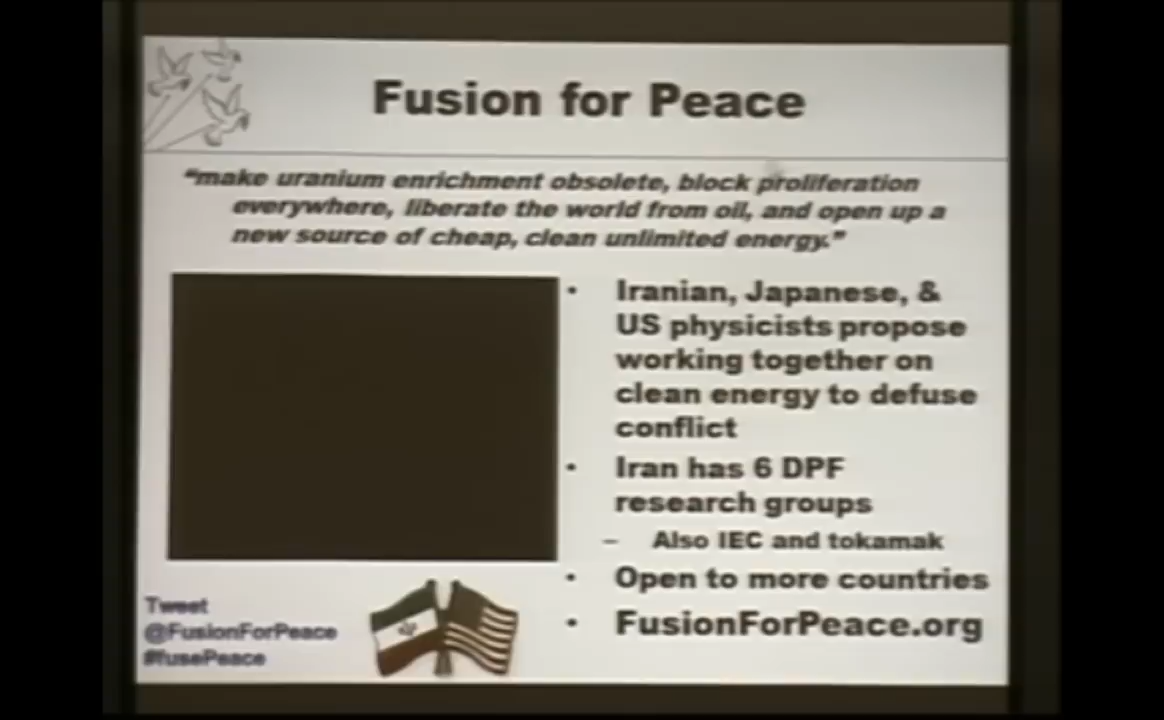 Fusion for Peace
“make uranium enrichment obsolete, block proliferation
everywhere, liberate the world from oil, and open up a
new source of cheap, clean unlimited energy.”
• Iranian, Japanese, &
US physicists propose
working together on
clean energy to defuse
conflict
• Iran has 6 DPF
research groups
– Also IEC and tokamak
• Open to more countries
• FusionForPeace.org
Tweet
@FusionForPeace
#fusePeace